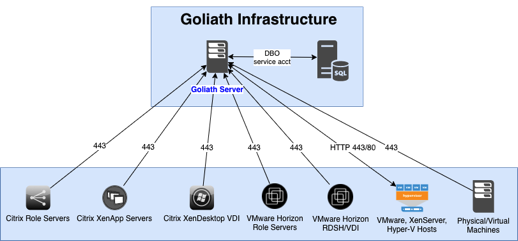 Goliath Infrastructure
DBO
service acct
SQL
Goliath Server
443
443
443
443
443
HTTP 443/80
443
Citrix Role Servers
Citrix XenApp Servers
Citrix XenDesktop VDI
VMware Horizon
Role Servers
VMware Horizon
RDSH/VDI
VMware, XenServer,
Hyper-V Hosts
Physical/Virtual
Machines